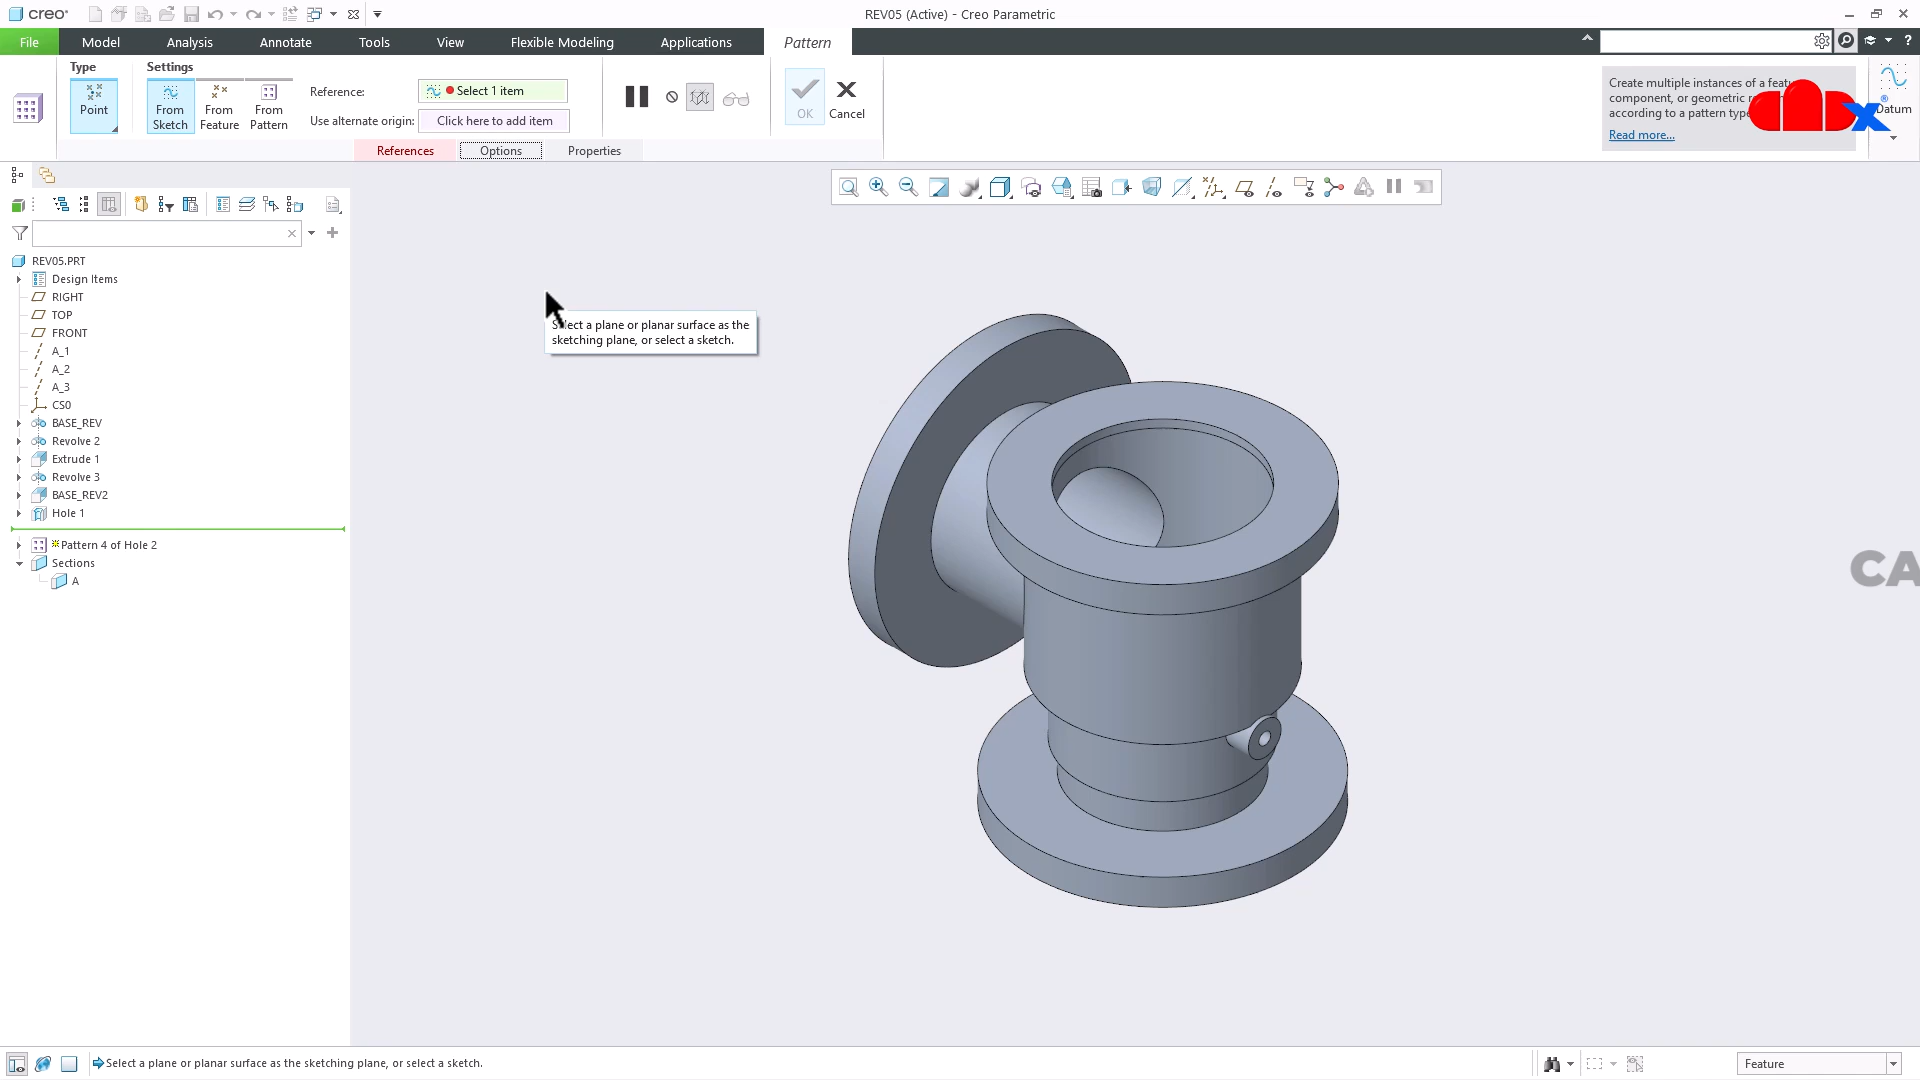 creo
REV05 (Active) - Creo Parametric
File
Model
Analysis
Annotate
Tools
View
Flexible Modeling
Applications
Pattern
Type
Settings
Point
From Sketch
From Feature
From Pattern
Reference:
Select 1 item
Use alternate origin:
Click here to add item
OK
Cancel
Create multiple instances of a
component, or geometric
according to a pattern
Read more...
Datum
References
Options
Properties
REV05.PRT
Design Items
RIGHT
TOP
FRONT
A_1
A_2
A_3
CS0
BASE_REV
Revolve 2
Extrude 1
Revolve 3
BASE_REV2
Hole 1
Pattern 4 of Hole 2
Sections
A
Select a plane or planar surface as the
sketching plane, or select a sketch.
CA
Select a plane or planar surface as the sketching plane, or select a sketch.
Feature